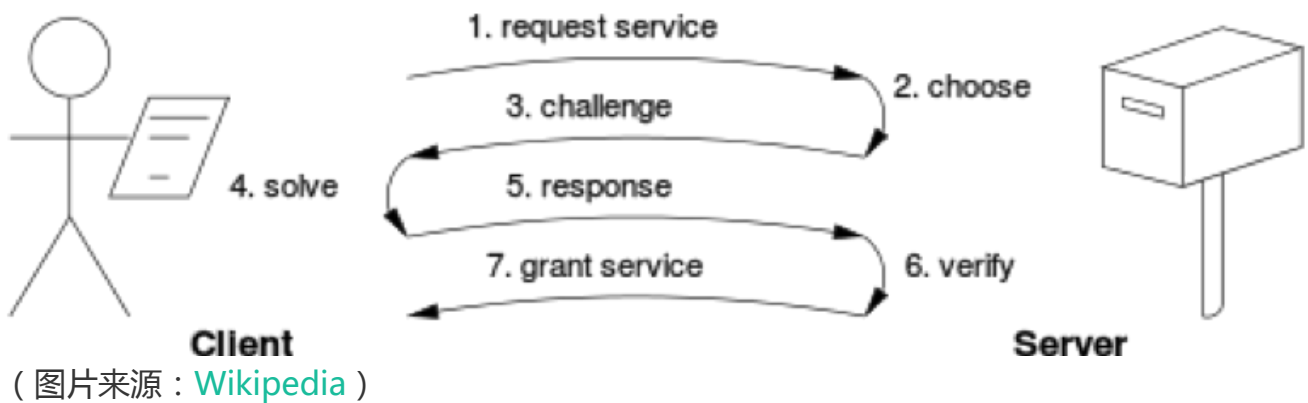 1. request service
2. choose
3. challenge
4. solve
5. response
6. verify
7. grant service
Client
Server
（图片来源：Wikipedia）